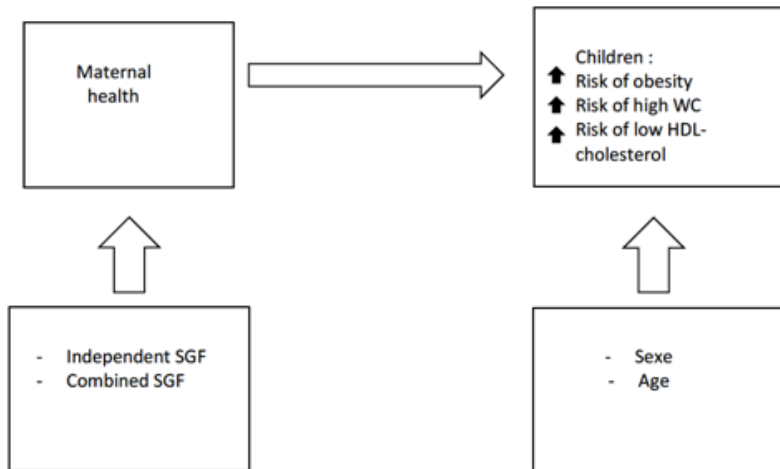 Maternal
health
Children :
Risk of obesity
Risk of high WC
Risk of low HDL-
cholesterol
- Independent SGF
- Combined SGF
- Sexe
- Age